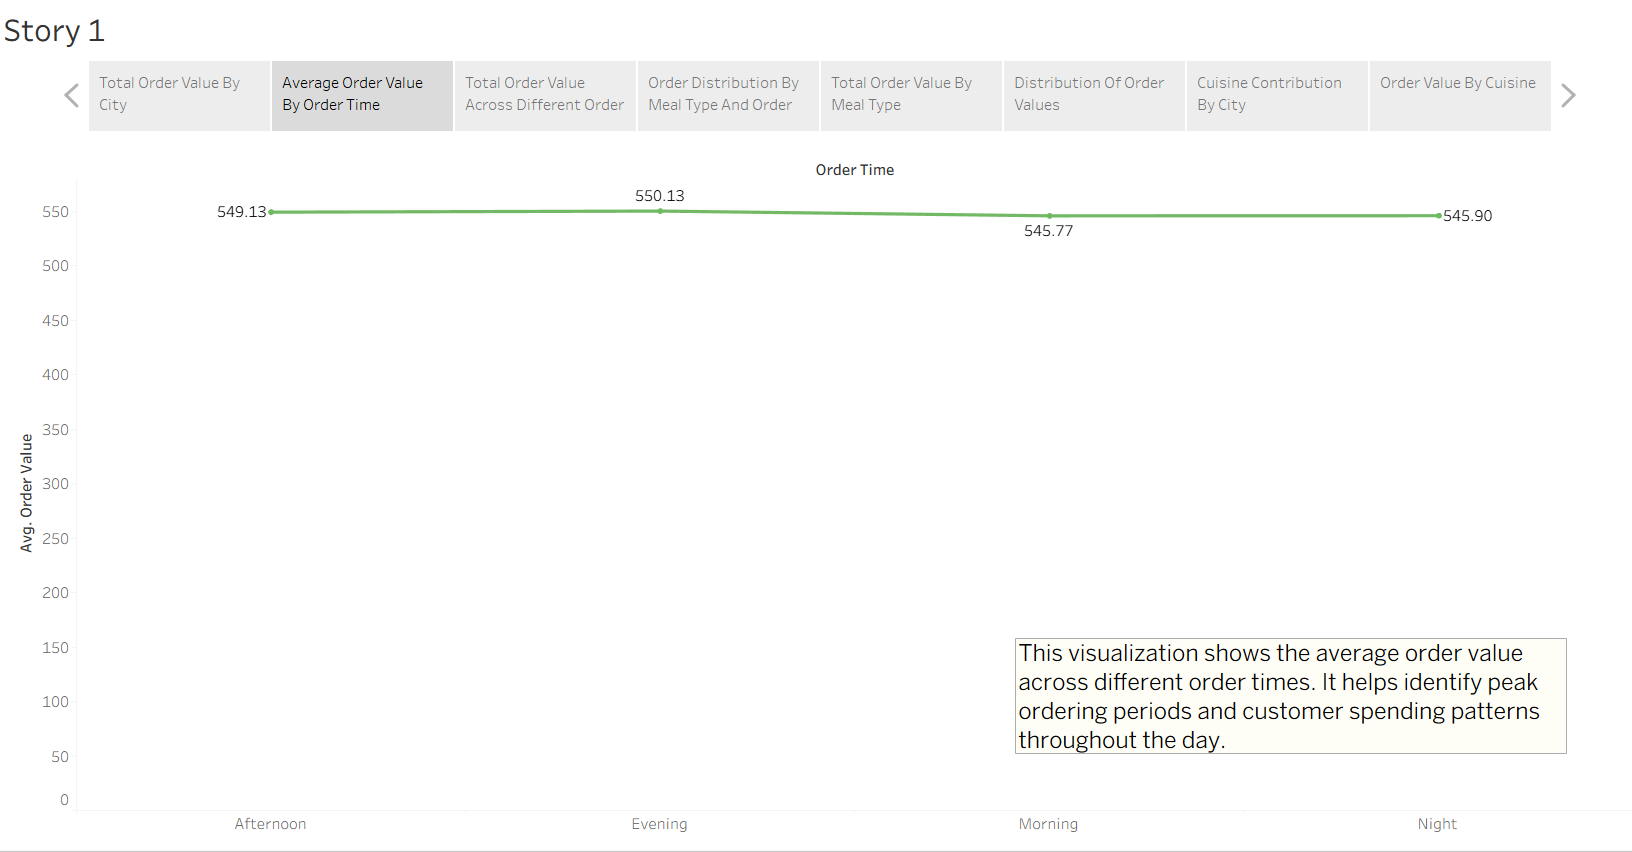 Story 1
Total Order Value By
City
Average Order Value
By Order Time
Total Order Value
Across Different Order
Order Distribution By
Meal Type And Order
Total Order Value By
Meal Type
Distribution Of Order
Values
Cuisine Contribution
By City
Order Value By Cuisine
Order Time
Avg. Order Value
550
500
450
400
350
300
250
200
150
100
50
0
549.13
550.13
545.77
545.90
This visualization shows the average order value
across different order times. It helps identify peak
ordering periods and customer spending patterns
throughout the day.
Afternoon
Evening
Morning
Night